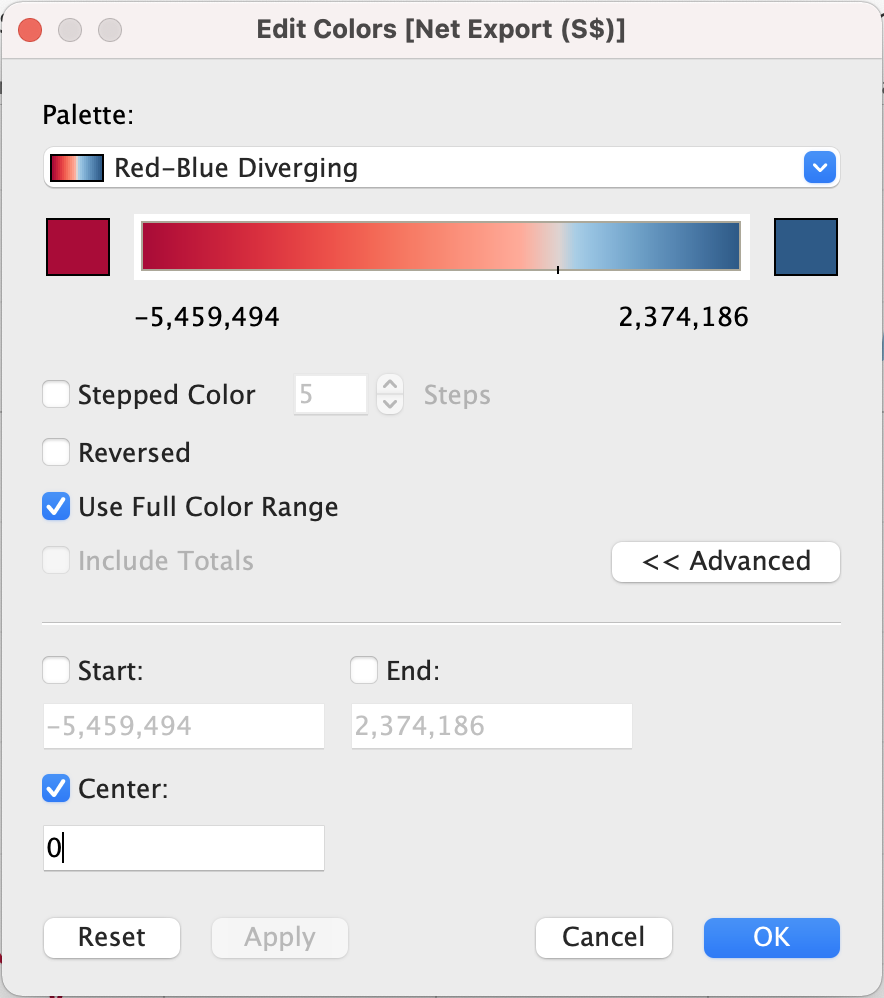 Edit Colors [Net Export (S$)]
Palette:
Red-Blue Diverging
-5,459,494 2,374,186
Stepped Color 5 Steps
Reversed
Use Full Color Range
Include Totals << Advanced
Start: End:
-5,459,494 2,374,186
Center:
0
Reset Apply Cancel OK